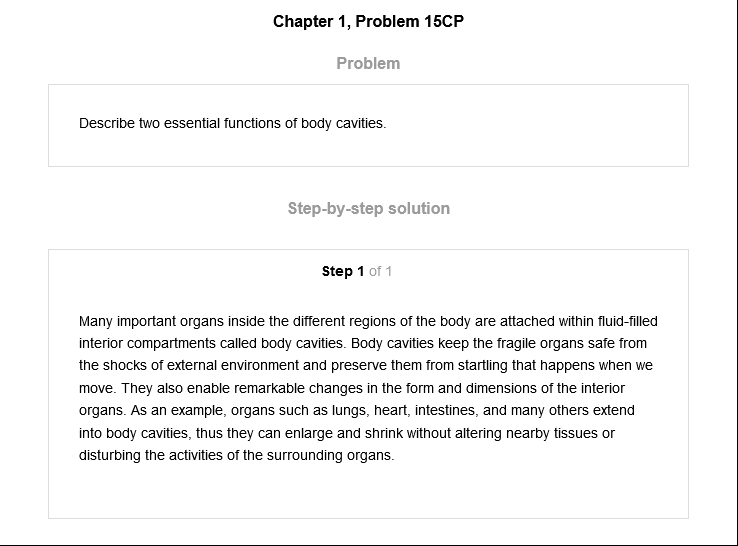 Chapter 1, Problem 15CP
Problem
Describe two essential functions of body cavities.
Step-by-step solution
Step 1 of 1
Many important organs inside the different regions of the body are attached within fluid-filled
interior compartments called body cavities. Body cavities keep the fragile organs safe from
the shocks of external environment and preserve them from startling that happens when we
move. They also enable remarkable changes in the form and dimensions of the interior
organs. As an example, organs such as lungs, heart, intestines, and many others extend
into body cavities, thus they can enlarge and shrink without altering nearby tissues or
disturbing the activities of the surrounding organs.